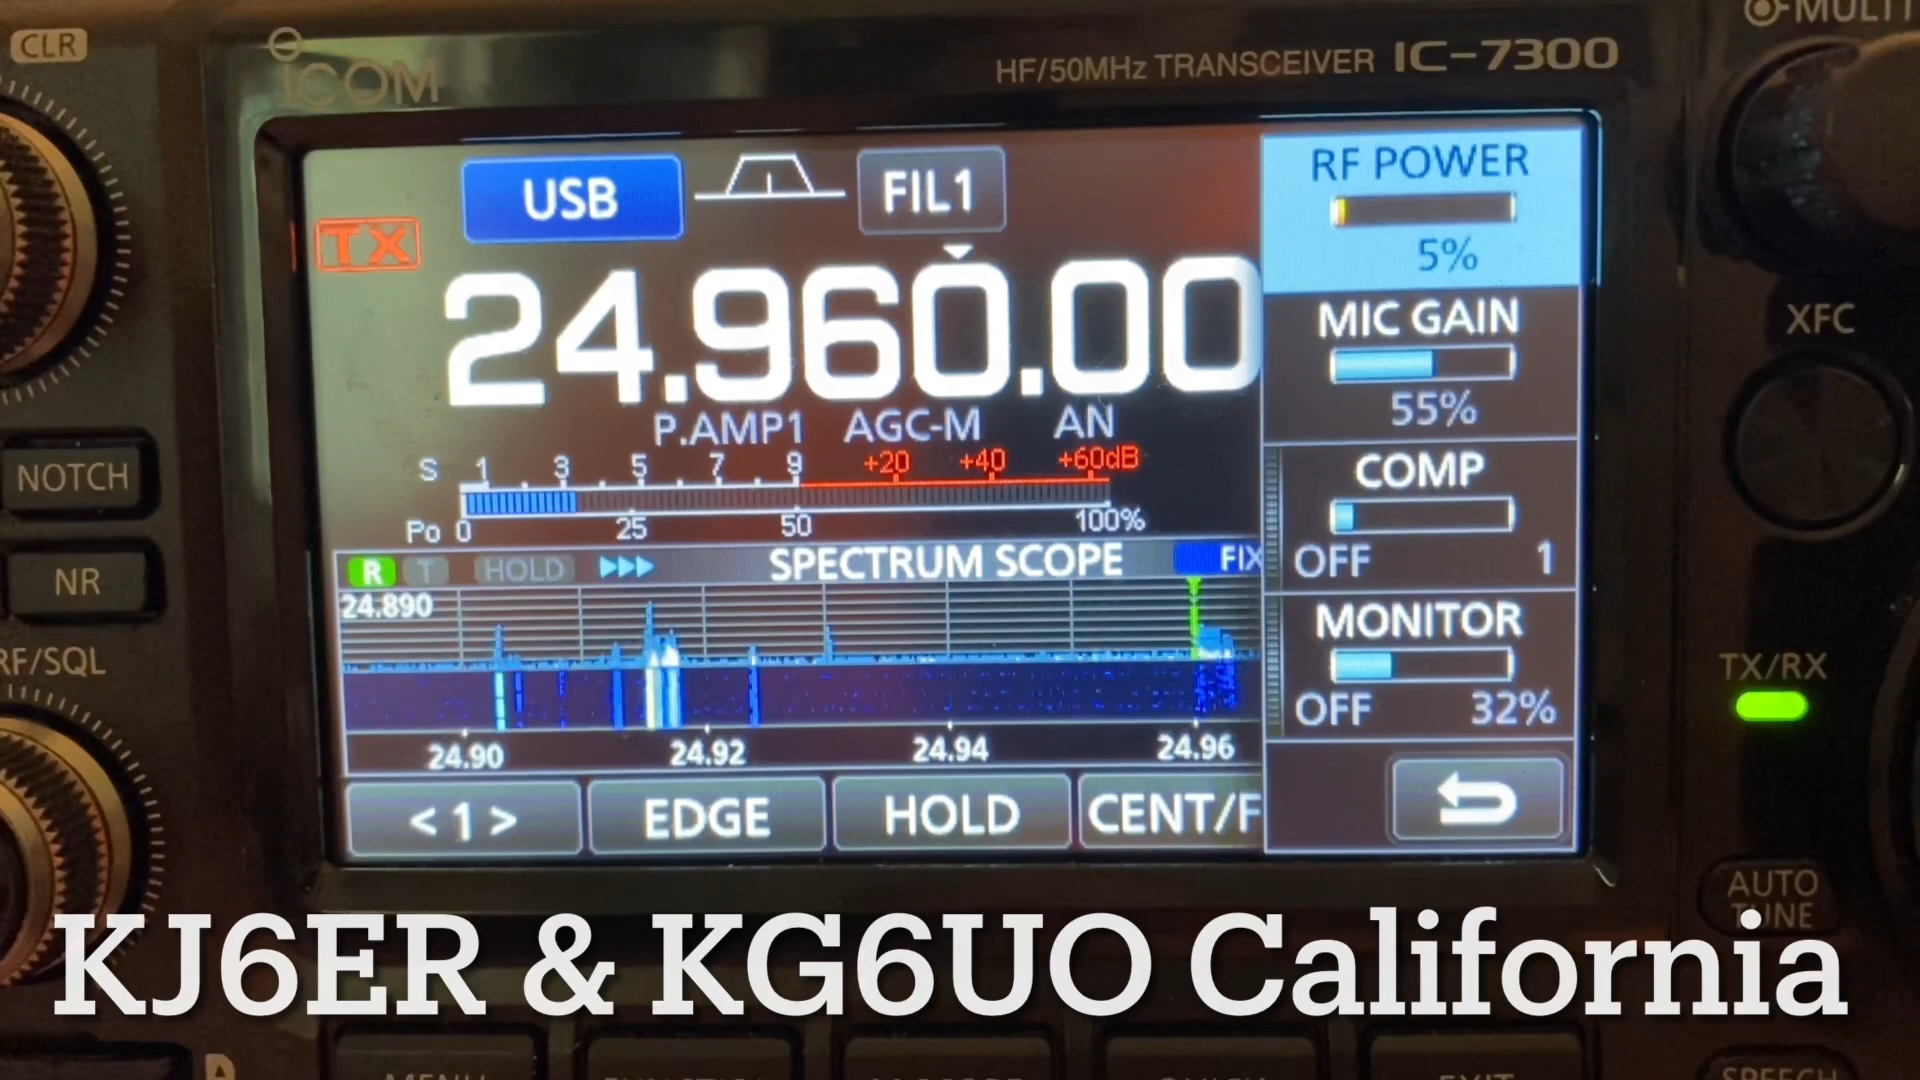 CLR
ICOM
HF/50MHz TRANSCEIVER IC-7300
MULTI
USB
FIL1
RF POWER
5%
TX
24.960.00
MIC GAIN
55%
XFC
P.AMP1 AGC-M AN
S 1 3 5 7 9 +20 +40 +60dB
Po 0 25 50 100%
COMP
OFF 1
NOTCH
NR
R T HOLD SPECTRUM SCOPE FIX
24.890
MONITOR
OFF 32%
RF/SQL
TX/RX
24.90 24.92 24.94 24.96
< 1 > EDGE HOLD CENT/F
AUTO
TUNE
KJ6ER & KG6UO California
MENU
EXIT
SPEECH